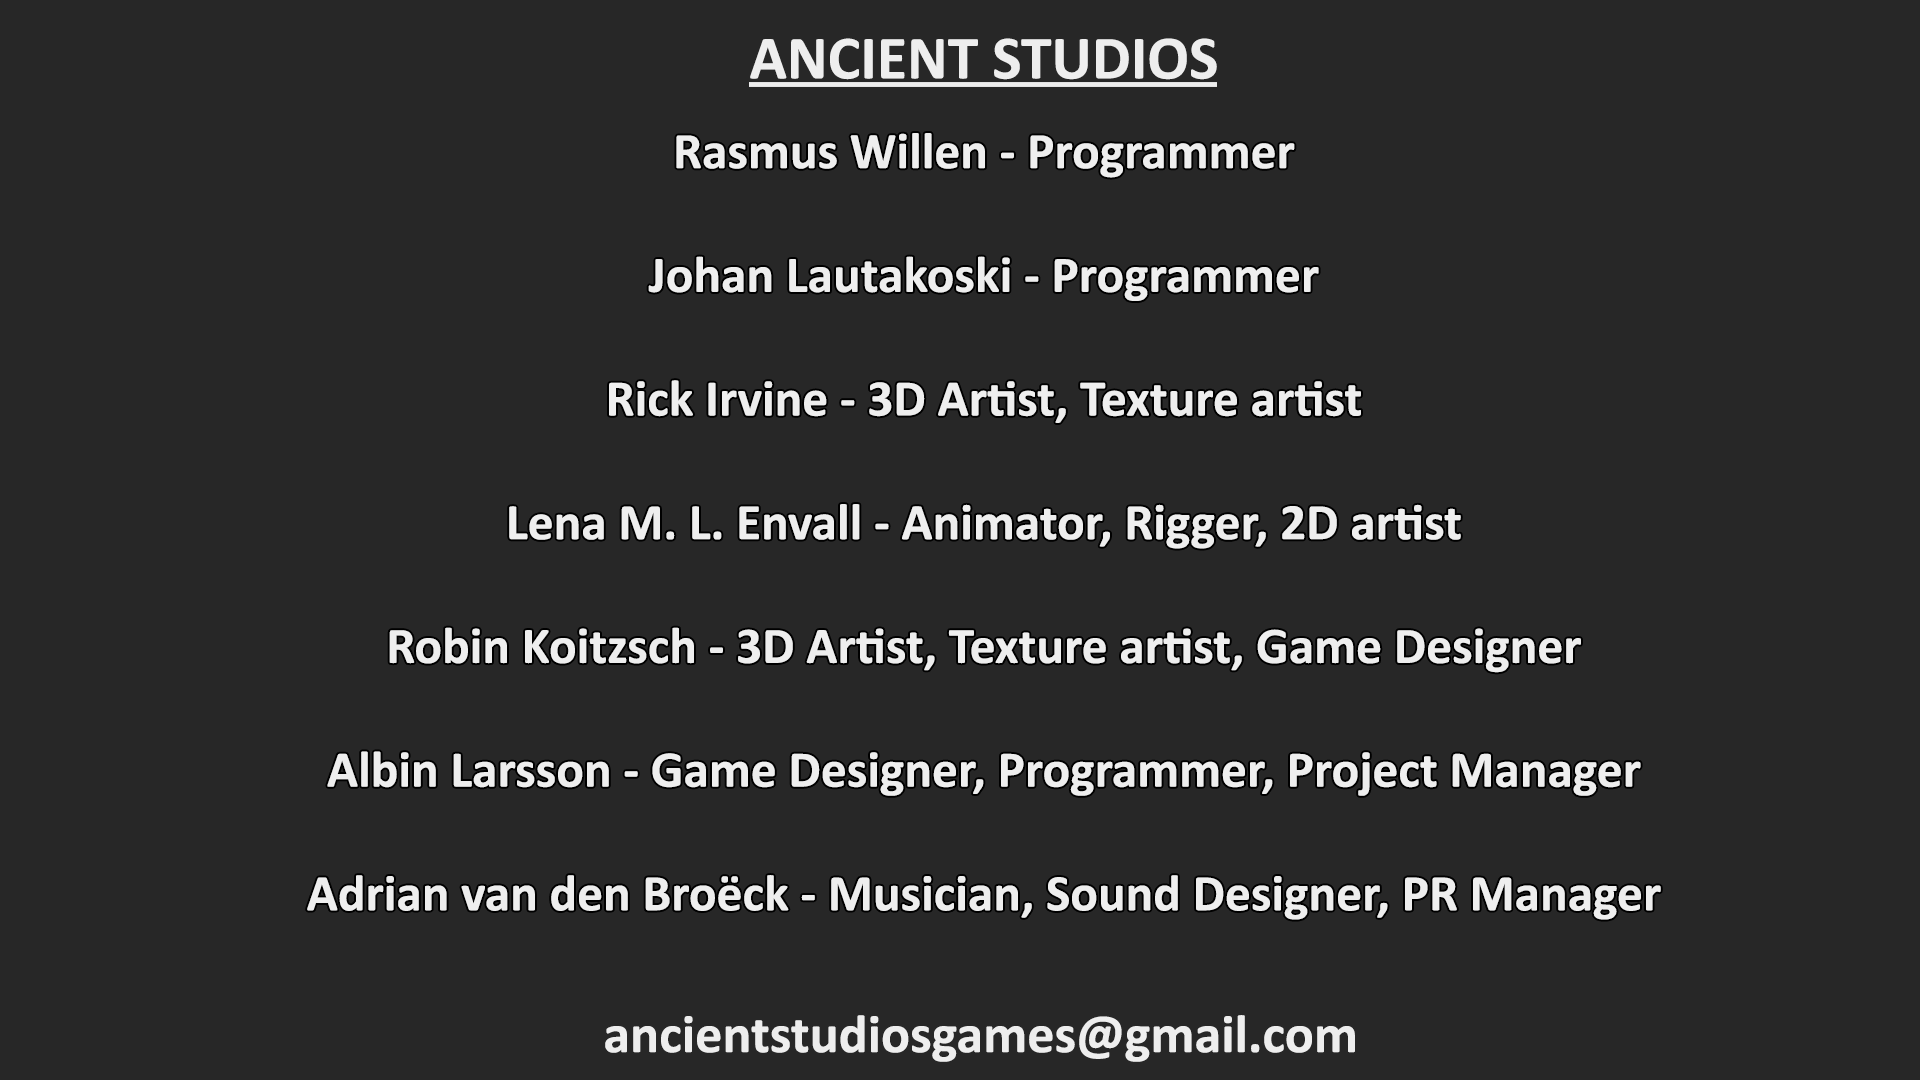 ANCIENT STUDIOS
Rasmus Willen - Programmer
Johan Lautakoski - Programmer
Rick Irvine - 3D Artist, Texture artist
Lena M. L. Envall - Animator, Rigger, 2D artist
Robin Koitzsch - 3D Artist, Texture artist, Game Designer
Albin Larsson - Game Designer, Programmer, Project Manager
Adrian van den Broëck - Musician, Sound Designer, PR Manager
ancientstudiosgames@gmail.com